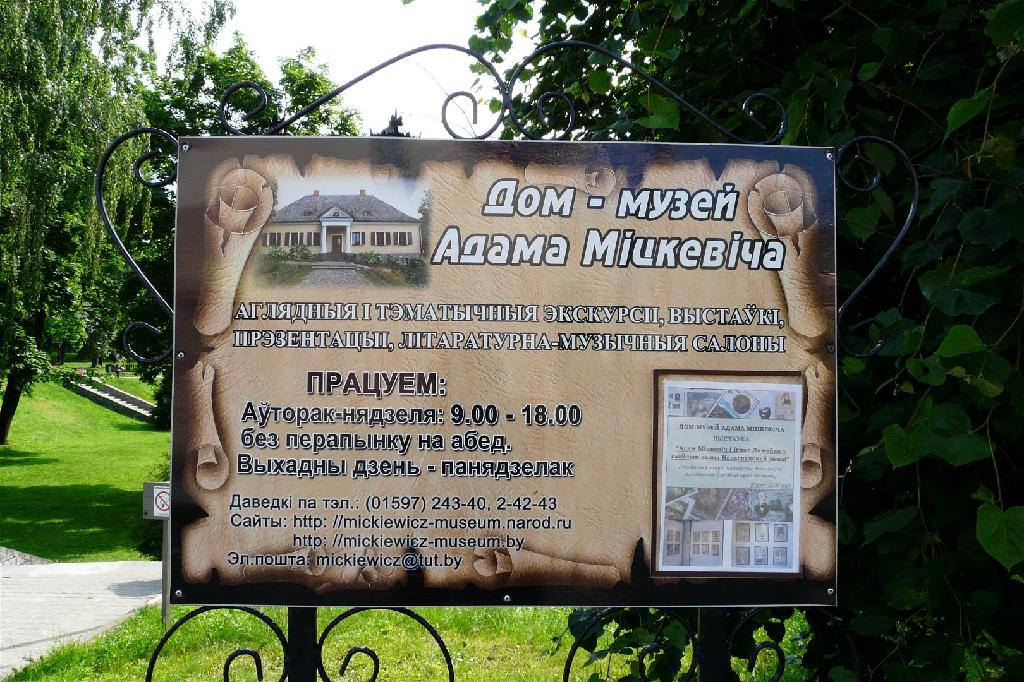 Дом - музей
Адама Міцкевіча
АГЛЯДНЫЯ І ТЭМАТЫЧНЫЯ ЭКСКУРСІІ, ВЫСТАЎКІ,
ПРЭЗЕНТАЦЫІ, ЛІТАРАТУРНА-МУЗЫЧНЫЯ САЛОНЫ
ПРАЦУЕМ:
Аўторак-нядзеля: 9.00 - 18.00
без перапынку на абед.
Выхадны дзень - панядзелак
Даведкі па тэл.: (01597) 243-40, 2-42-43
Сайты: http: //mickiewicz-museum.narod.ru
http: //mickiewicz-museum.by
Эл.пошта: mickiewicz@tut.by
ДОМ-МУЗЕЙ АДАМА МІЦКЕВІЧА
ВЫСТАУКА